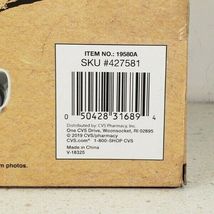 ITEM NO.: 19580A
SKU #427581
0 50428 31689 4
Distributed by: CVS Pharmacy, Inc.
One CVS Drive, Woonsocket, RI 02895
© 2019 CVS/pharmacy
CVS.com® 1-800-SHOP CVS
Made in China
V-18325
m photos.